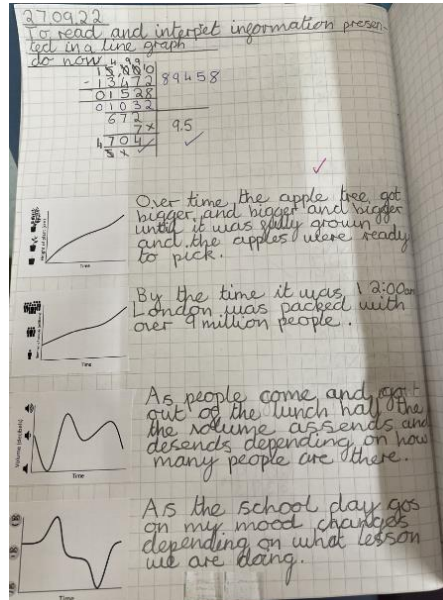 27.09.22
To read and interpret information presen-
ted in a line graph
do now
15,000
- 13472
01528
01032
89458
672
7x
9.5
4704
Over time the apple tree got
bigger and bigger and bigger
until it was fully grown
and the apples were ready
to pick.
By the time it was 12:00am
London was packed with
over 9 million people.
As people come and
out of the lunch hall the
the volume assends and
desends depending on how
many people are there.
Volume (decibels)
Time
As the school day gos
on my mood changes
depending on what lesson
we are doing.
Time